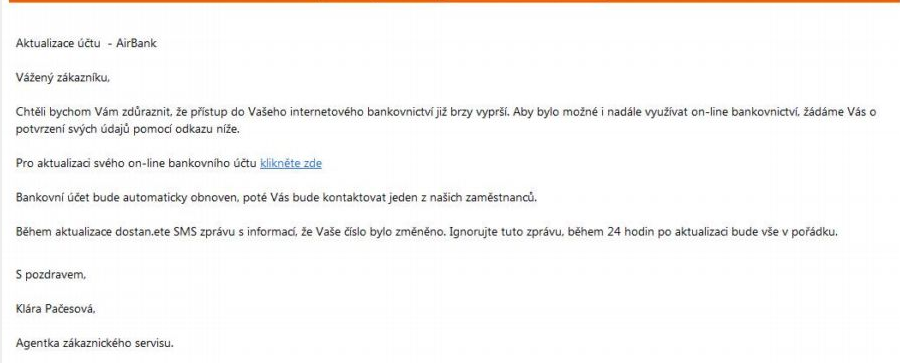 Aktualizace účtu - AirBank
Vážený zákazníku,
Chtěli bychom Vám zdůraznit, že přístup do Vašeho internetového bankovnictví již brzy vyprší. Aby bylo možné i nadále využívat on-line bankovnictví, žádáme Vás o
potvrzení svých údajů pomocí odkazu níže.
Pro aktualizaci svého on-line bankovního účtu klikněte zde
Bankovní účet bude automaticky obnoven, poté Vás bude kontaktovat jeden z našich zaměstnanců.
Během aktualizace dostan.ete SMS zprávu s informací, že Vaše číslo bylo změněno. Ignorujte tuto zprávu, během 24 hodin po aktualizaci bude vše v pořádku.
S pozdravem,
Klára Pačesová,
Agentka zákaznického servisu.